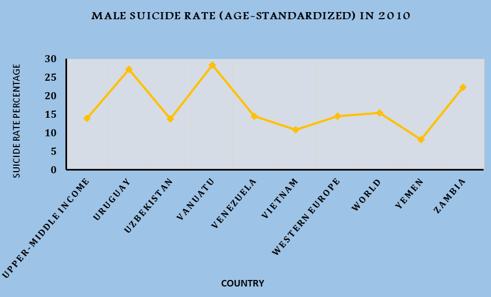 MALE SUICIDE RATE (AGE-STANDARDIZED) IN 2010
SUICIDE RATE PERCENTAGE
30
25
20
15
10
5
0
UPPER-MIDDLE INCOME
URUGUAY
UZBEKISTAN
VANUATU
VENEZUELA
VIETNAM
WESTERN EUROPE
WORLD
YEMEN
ZAMBIA
COUNTRY